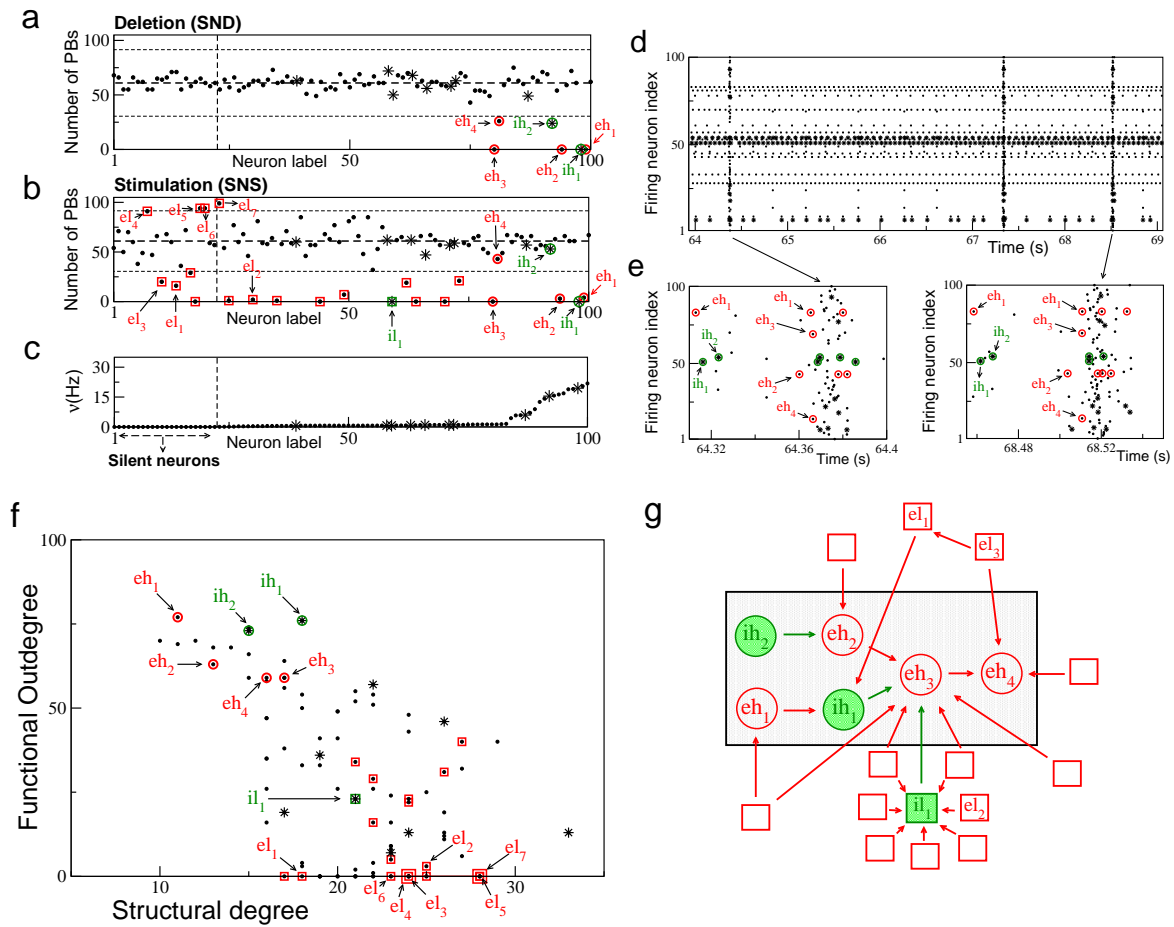 a
Deletion (SND)
Number of PBs
100
50
0
eh4
ih2
eh1
eh3
eh2
ih1
1
Neuron label
50
100
b
Stimulation (SNS)
Number of PBs
100
50
0
el4
el5
el6
el7
eh4
ih2
eh1
el3
el1
el2
il1
eh3
eh2
ih1
1
Neuron label
50
100
c
ν(Hz)
30
15
0
1
Neuron label
50
100
Silent neurons
d
Firing neuron index
100
50
1
64
65
66
67
68
69
Time (s)
e
Firing neuron index
100
50
1
eh1
eh1
eh3
ih2
ih1
eh2
eh4
64.32
64.36
64.4
Time (s)
Firing neuron index
100
50
1
eh1
eh1
eh3
ih2
ih1
eh2
eh4
68.48
68.52
Time (s)
f
Functional Outdegree
100
50
0
eh1
ih2
ih1
eh2
eh4
eh3
il1
el1
el2
el7
el6
el4
el3
el5
10
20
30
Structural degree
g
el1
el3
ih2
eh2
eh3
eh4
eh1
ih1
il1
el2